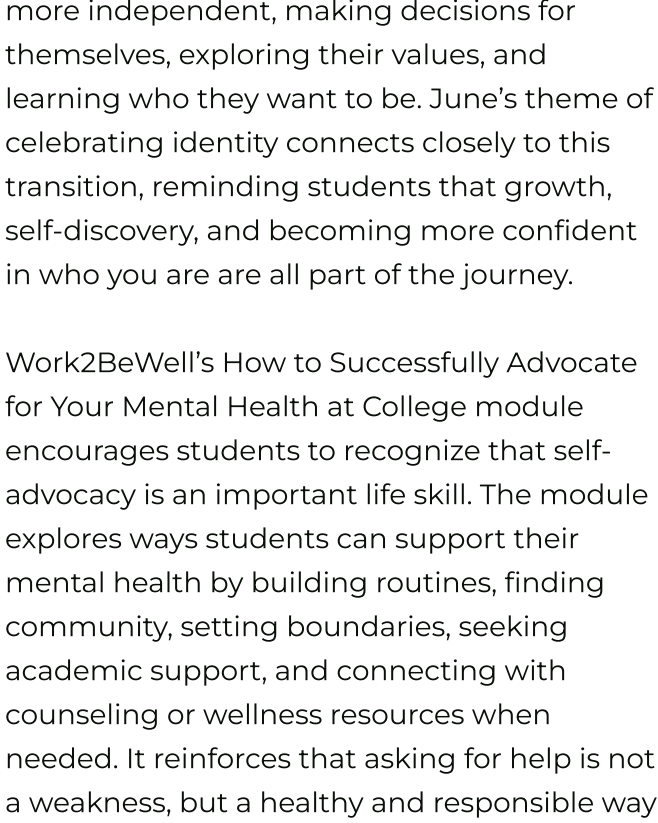 more independent, making decisions for
themselves, exploring their values, and
learning who they want to be. June’s theme of
celebrating identity connects closely to this
transition, reminding students that growth,
self-discovery, and becoming more confident
in who you are are all part of the journey.
Work2BeWell’s How to Successfully Advocate
for Your Mental Health at College module
encourages students to recognize that self-
advocacy is an important life skill. The module
explores ways students can support their
mental health by building routines, finding
community, setting boundaries, seeking
academic support, and connecting with
counseling or wellness resources when
needed. It reinforces that asking for help is not
a weakness, but a healthy and responsible way